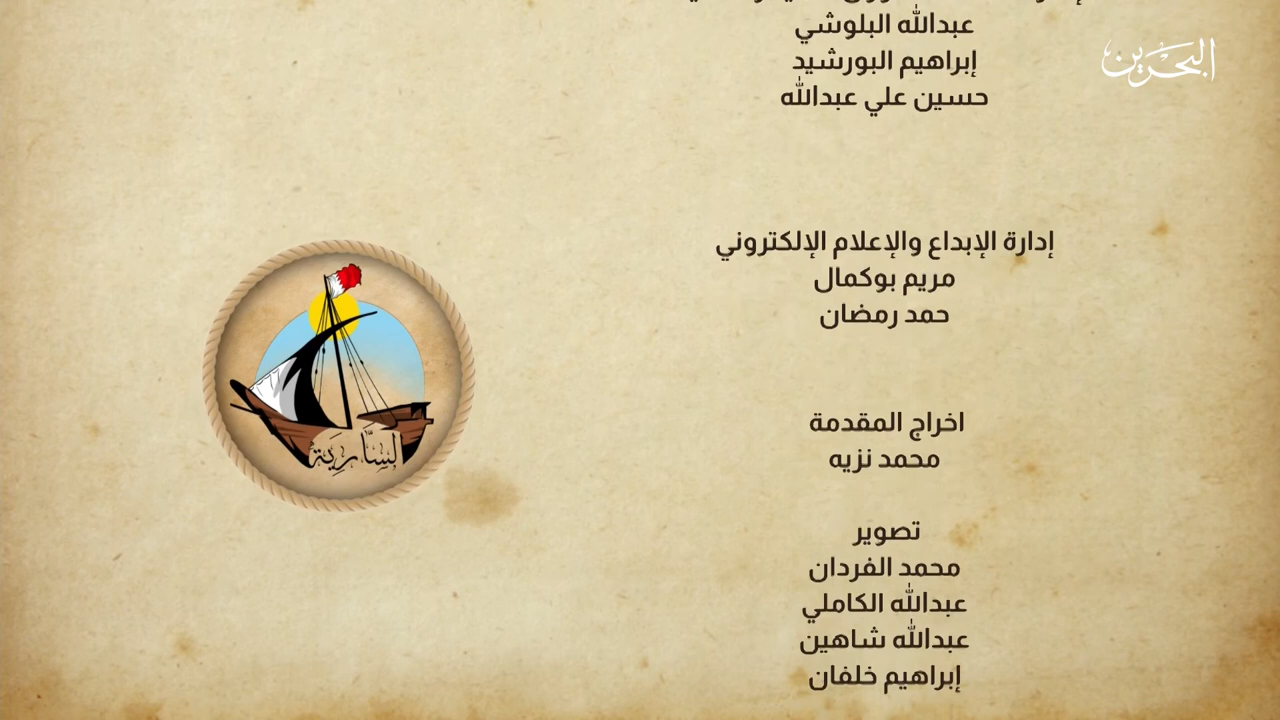 عبدالله البلوشي
إبراهيم البورشيد
حسين علي عبدالله
البحرين
إدارة الإبداع والإعلام الإلكتروني
مريم بوكمال
حمد رمضان
السارية
اخراج المقدمة
محمد نزيه
تصوير
محمد الفردان
عبدالله الكاملي
عبدالله شاهين
إبراهيم خلفان